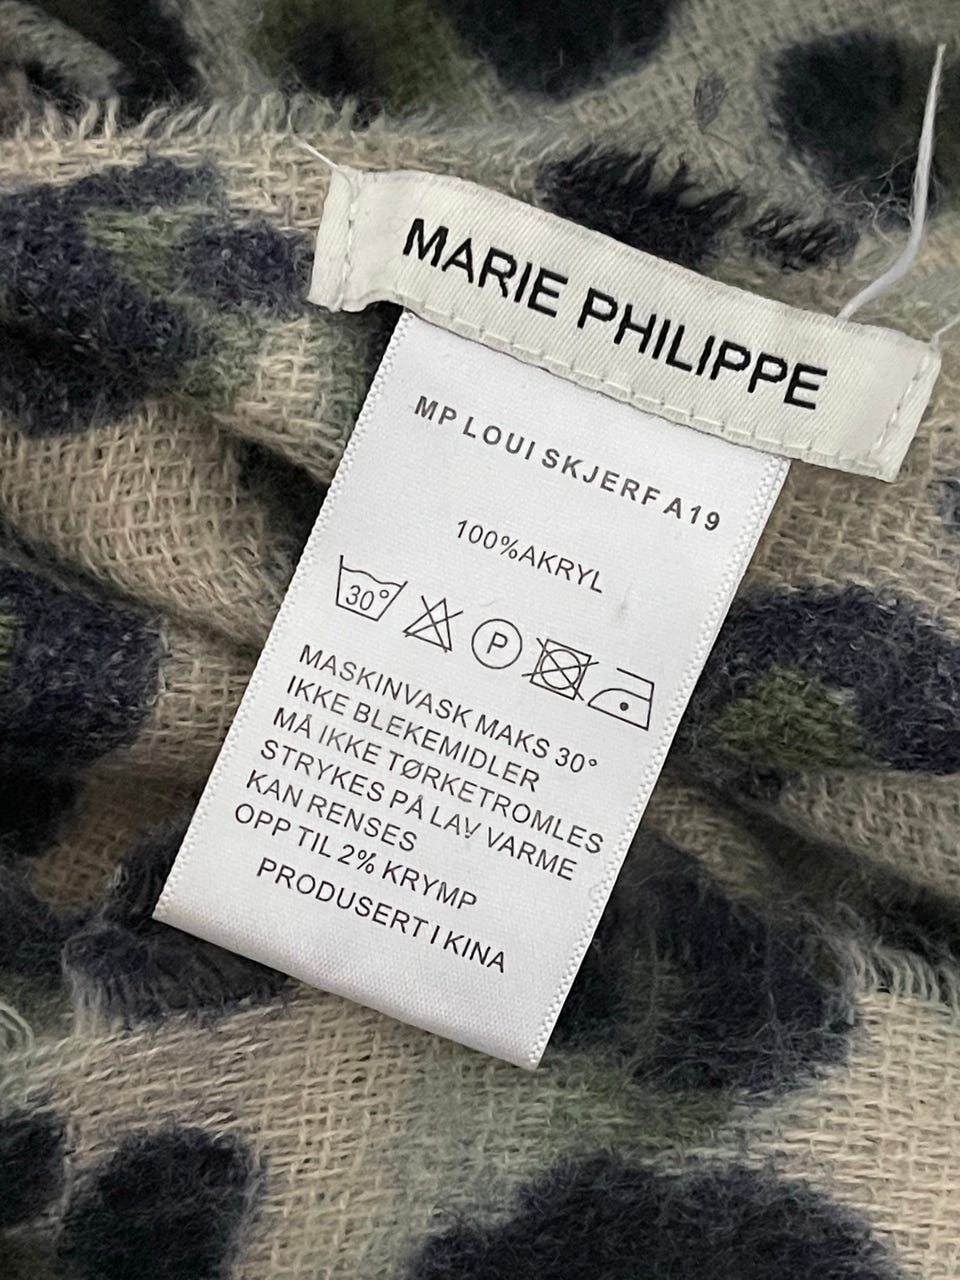 MARIE PHILIPPE
MP LOUI SKJERF A19
100%AKRYL
30° P
MASKINVASK MAKS 30°
IKKE BLEKEMIDLER
MÅ IKKE TØRKETROMLES
STRYKES PÅ LAV VARME
KAN RENSES
OPP TIL 2% KRYMP
PRODUSERT I KINA